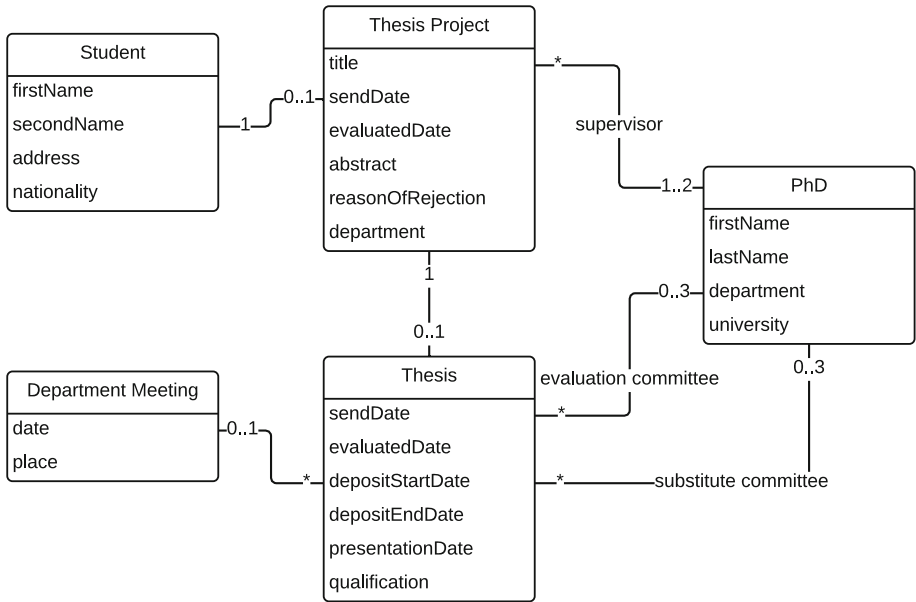 Student
firstName
secondName
address
nationality
1
0..1
Thesis Project
title
sendDate
evaluatedDate
abstract
reasonOfRejection
department
*
supervisor
1..2
PhD
firstName
lastName
department
university
1
0..1
0..3
evaluation committee
*
0..3
substitute committee
*
Department Meeting
date
place
0..1
*
Thesis
sendDate
evaluatedDate
depositStartDate
depositEndDate
presentationDate
qualification